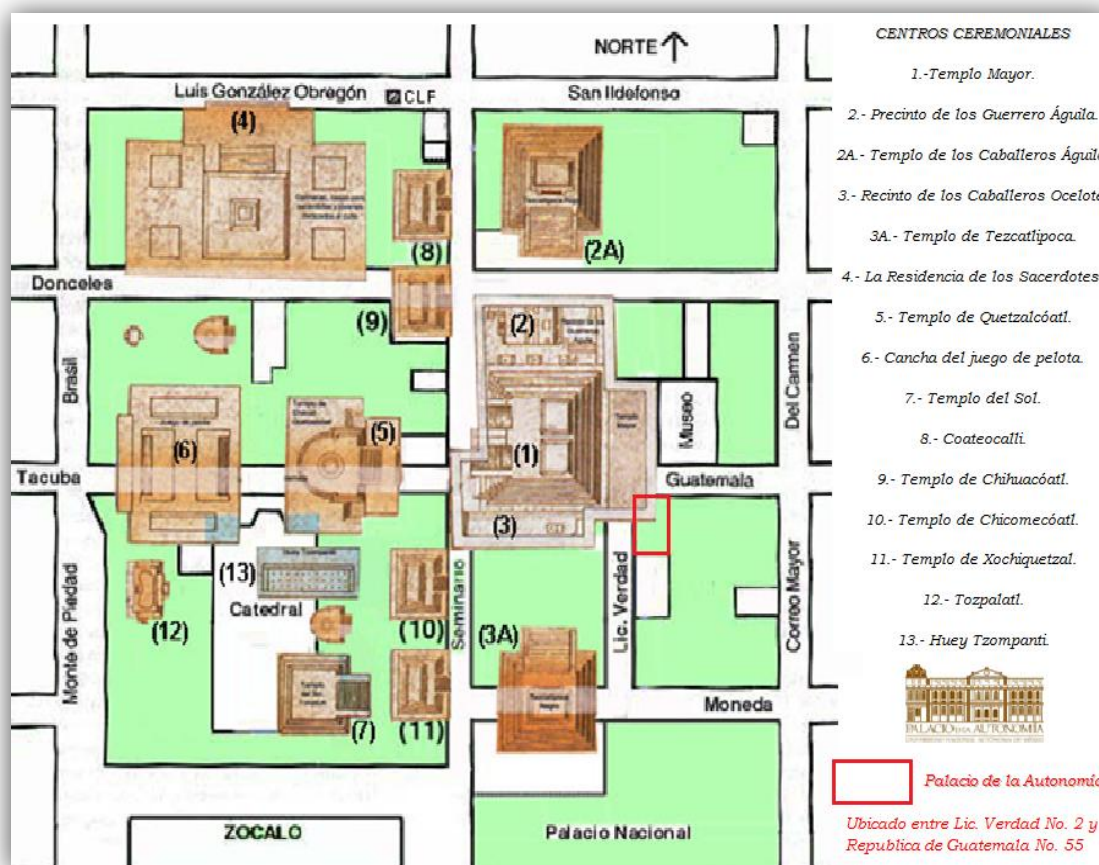 NORTE
Luis González Obregón
CLF
San Ildefonso
(4)
(8)
(2A)
Donceles
(9)
(2)
Brasil
Museo
Del Carmen
(5)
(6)
(1)
Tacuba
Guatemala
(3)
Monte de Piedad
(13)
Catedral
(12)
(10)
Seminario
(3A)
Lic. Verdad
Correo Mayor
(7)
(11)
Moneda
ZOCALO
Palacio Nacional
CENTROS CEREMONIALES
1.-Templo Mayor.
2.- Precinto de los Guerrero Águila.
2A.- Templo de los Caballeros Águila
3.- Recinto de los Caballeros Ocelote
3A.- Templo de Tezcatlipoca.
4.- La Residencia de los Sacerdotes
5.- Templo de Quetzalcóatl.
6.- Cancha del juego de pelota.
7.- Templo del Sol.
8.- Coateocalli.
9.- Templo de Chihuacóatl.
10.- Templo de Chicomecóatl.
11.- Templo de Xochiquetzal.
12.- Tozpalatl.
13.- Huey Tzompanti.
PALACIO DE LA AUTONOMIA
UNIVERSIDAD NACIONAL AUTONOMA DE MEXICO
Palacio de la Autonomía
Ubicado entre Lic. Verdad No. 2 y
Republica de Guatemala No. 55